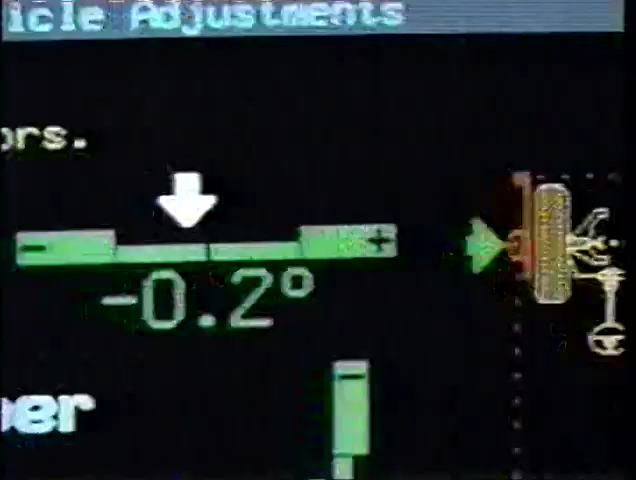 icle Adjustments
ors.
- +
-0.2°
ber
-